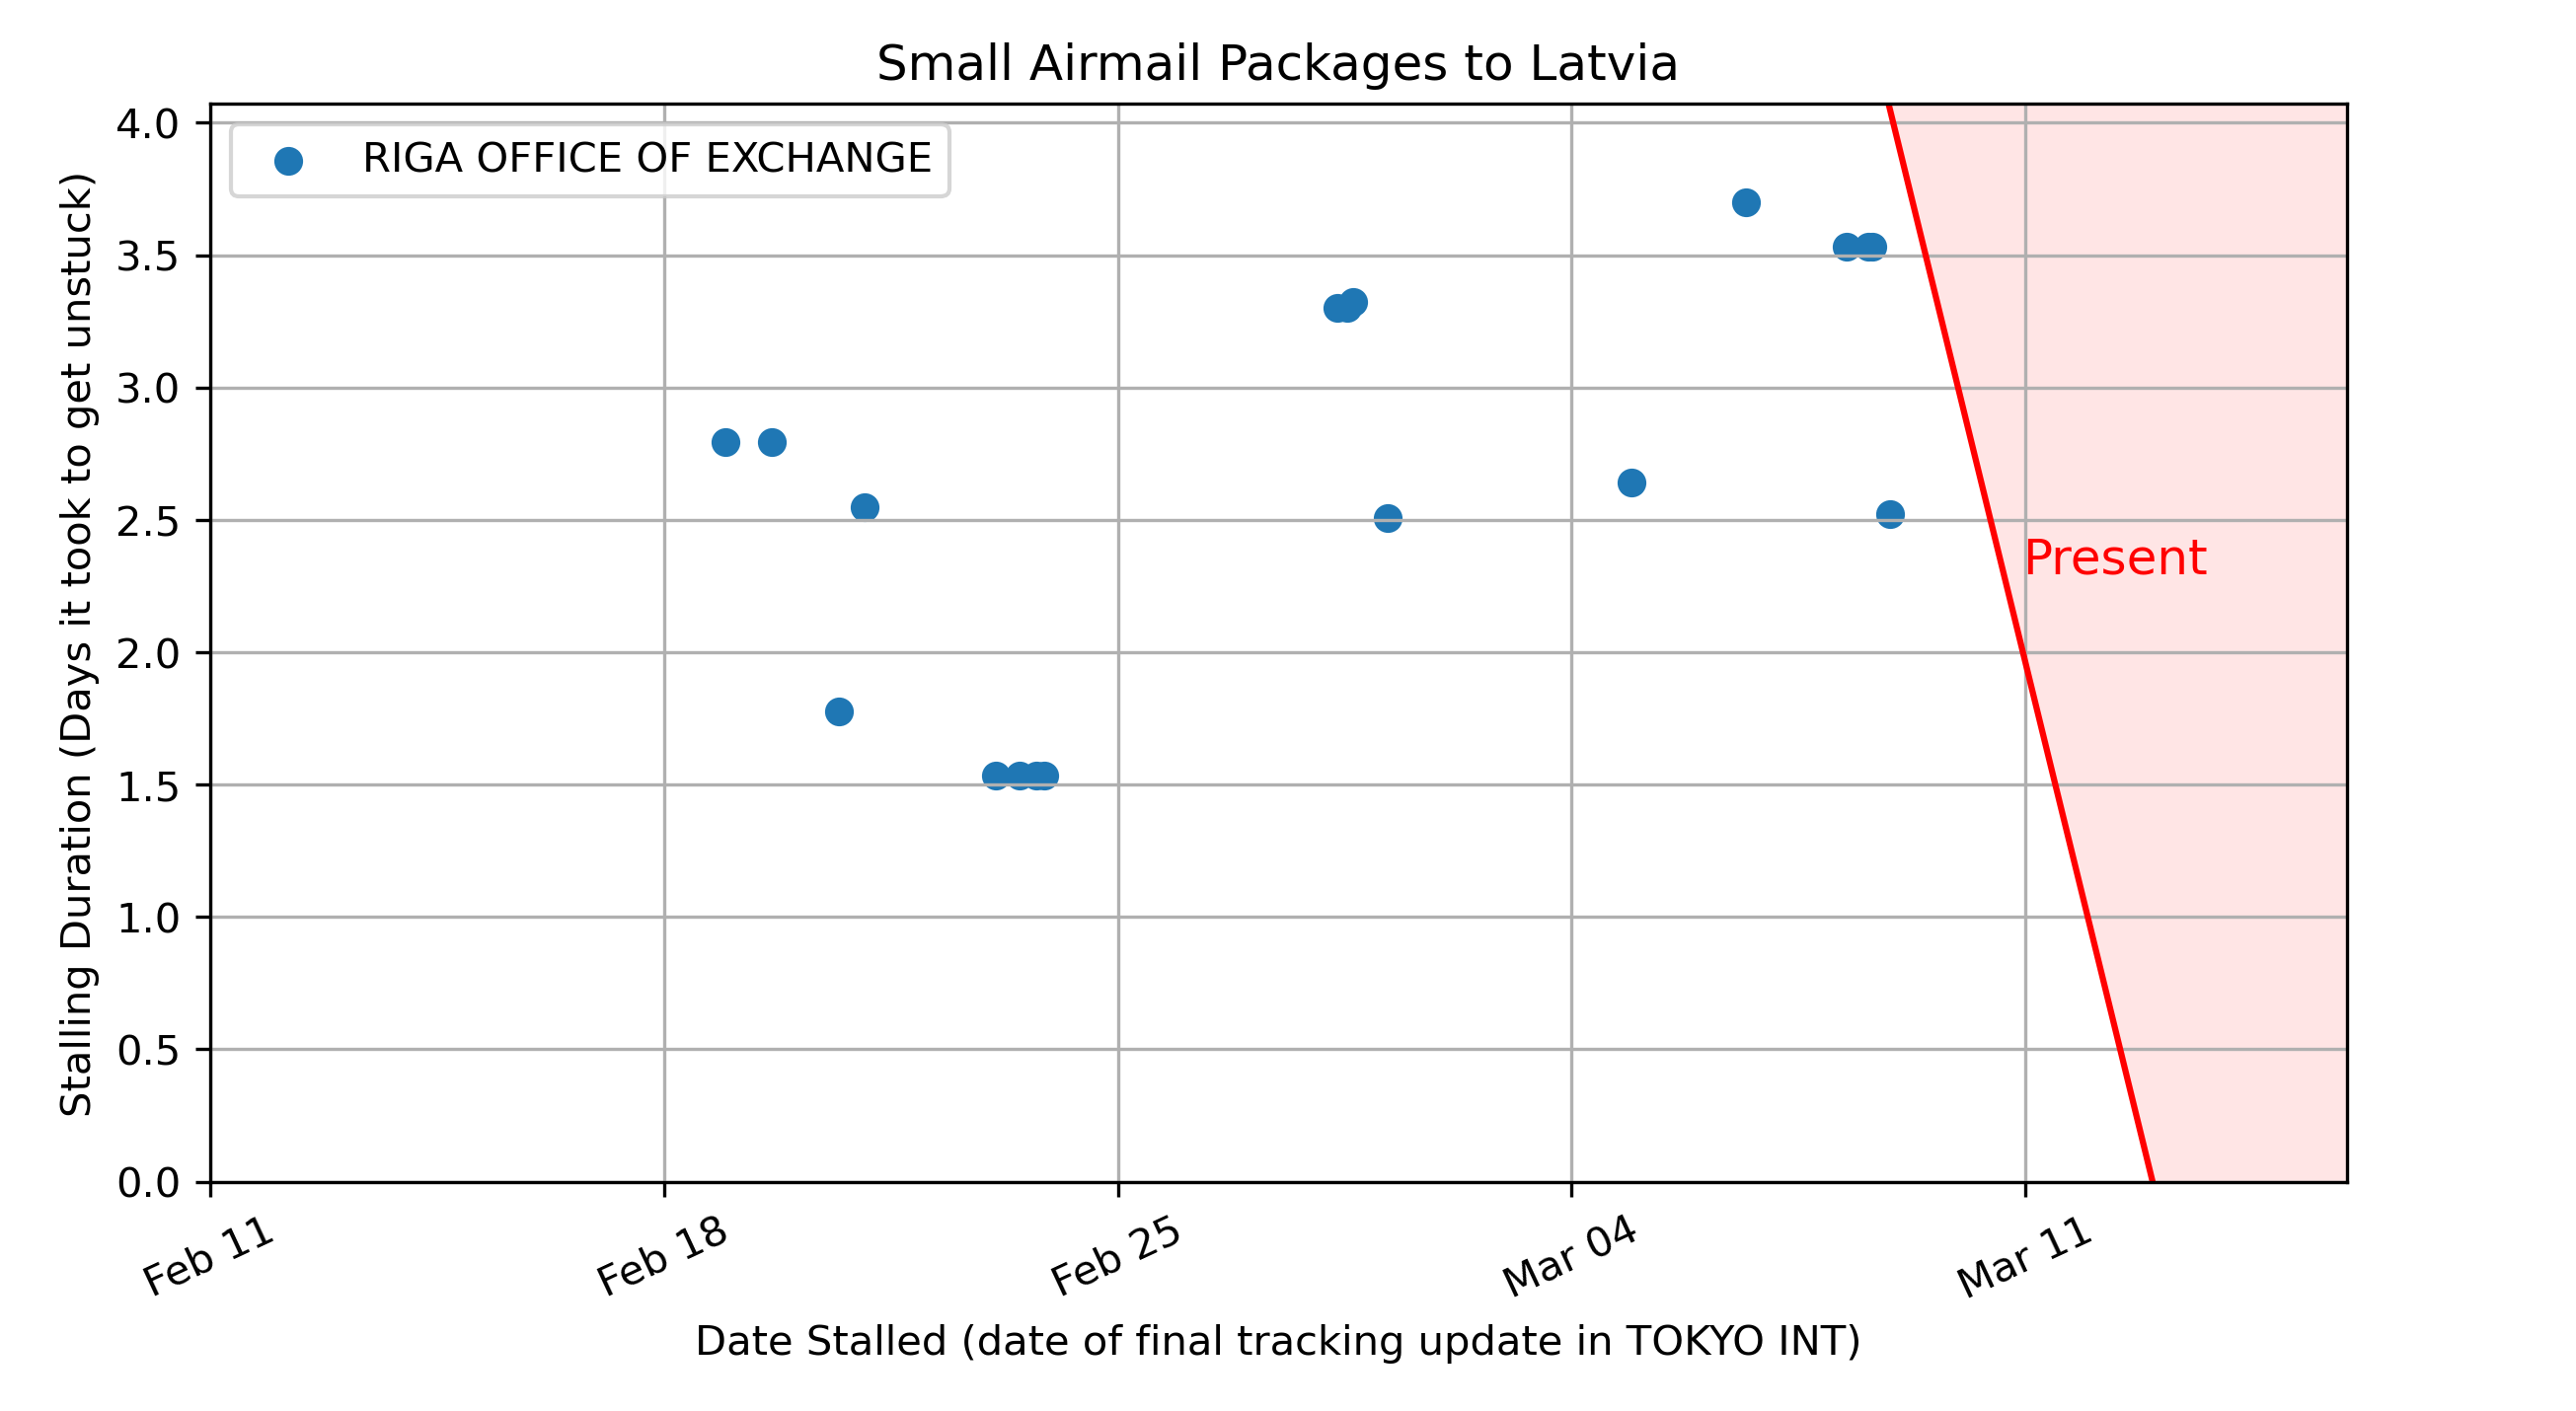 Small Airmail Packages to Latvia
RIGA OFFICE OF EXCHANGE
Stalling Duration (Days it took to get unstuck)
4.0
3.5
3.0
2.5
2.0
1.5
1.0
0.5
0.0
Present
Feb 11
Feb 18
Feb 25
Mar 04
Mar 11
Date Stalled (date of final tracking update in TOKYO INT)